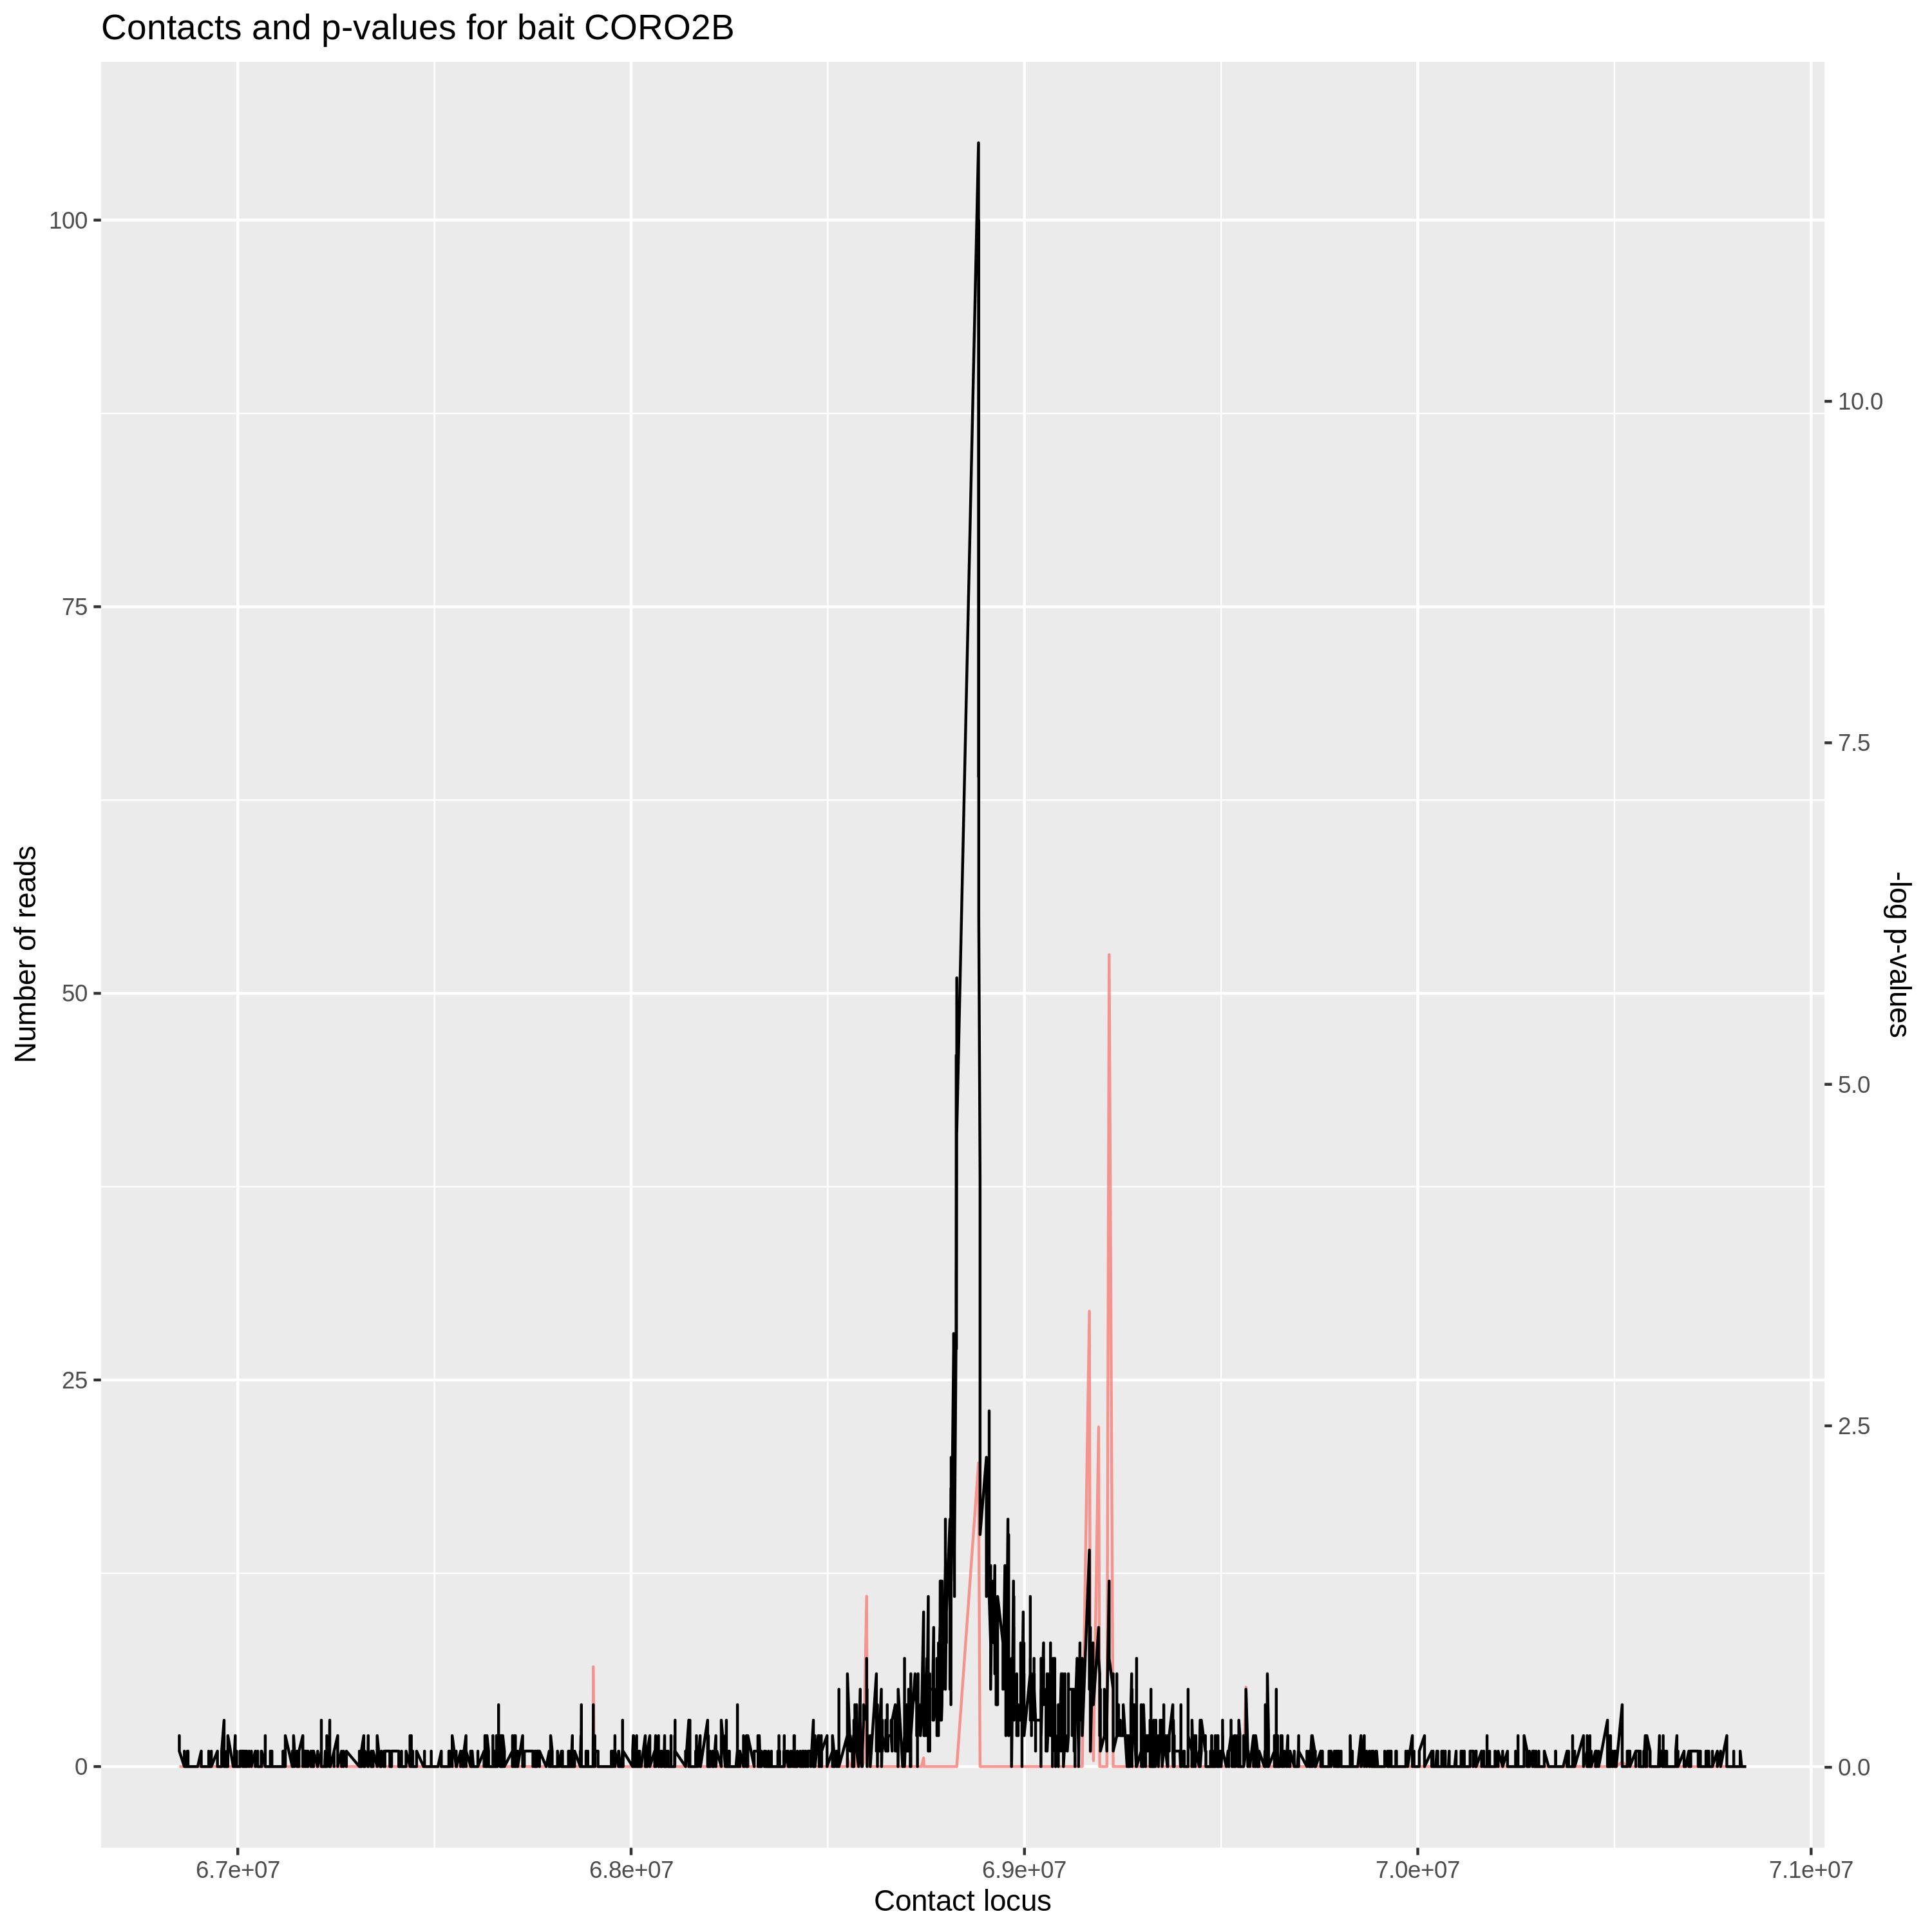 Contacts and p-values for bait CORO2B
100
75
50
25
0
Number of reads
10.0
7.5
5.0
2.5
0.0
-log p-values
6.7e+07
6.8e+07
6.9e+07
7.0e+07
7.1e+07
Contact locus